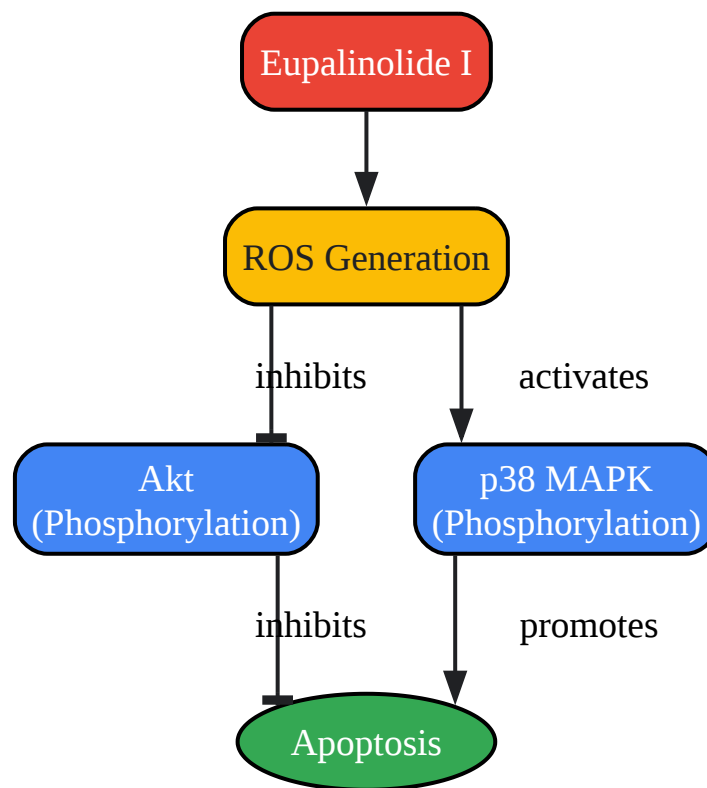 Eupalinolide I
ROS Generation
inhibits
activates
Akt
(Phosphorylation)
p38 MAPK
(Phosphorylation)
inhibits
promotes
Apoptosis